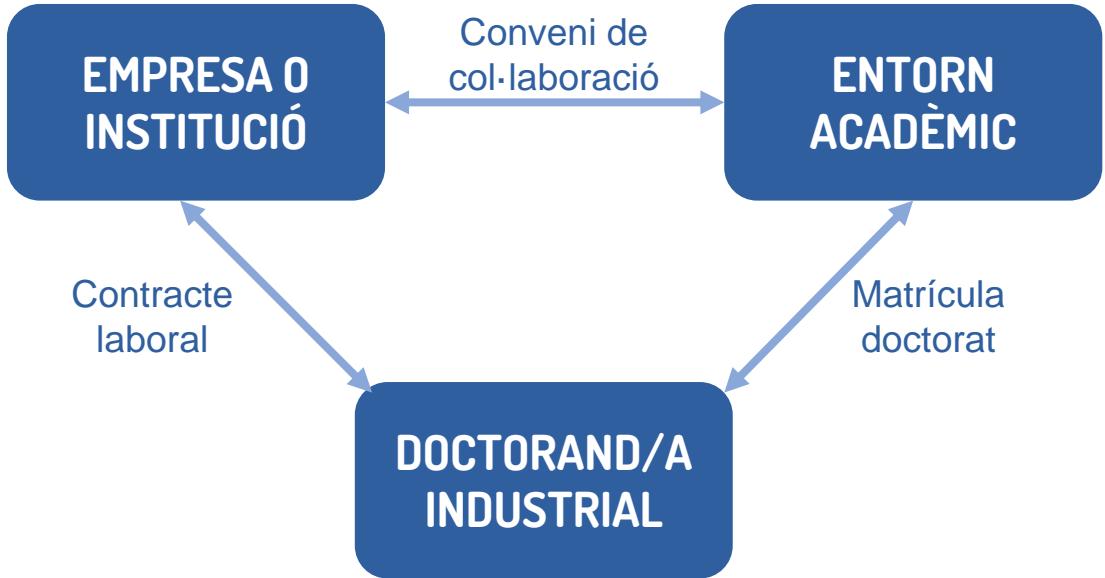 EMPRESA O
INSTITUCIÓ
Conveni de
col·laboració
ENTORN
ACADÈMIC
Contracte
laboral
Matrícula
doctorat
DOCTORAND/A
INDUSTRIAL